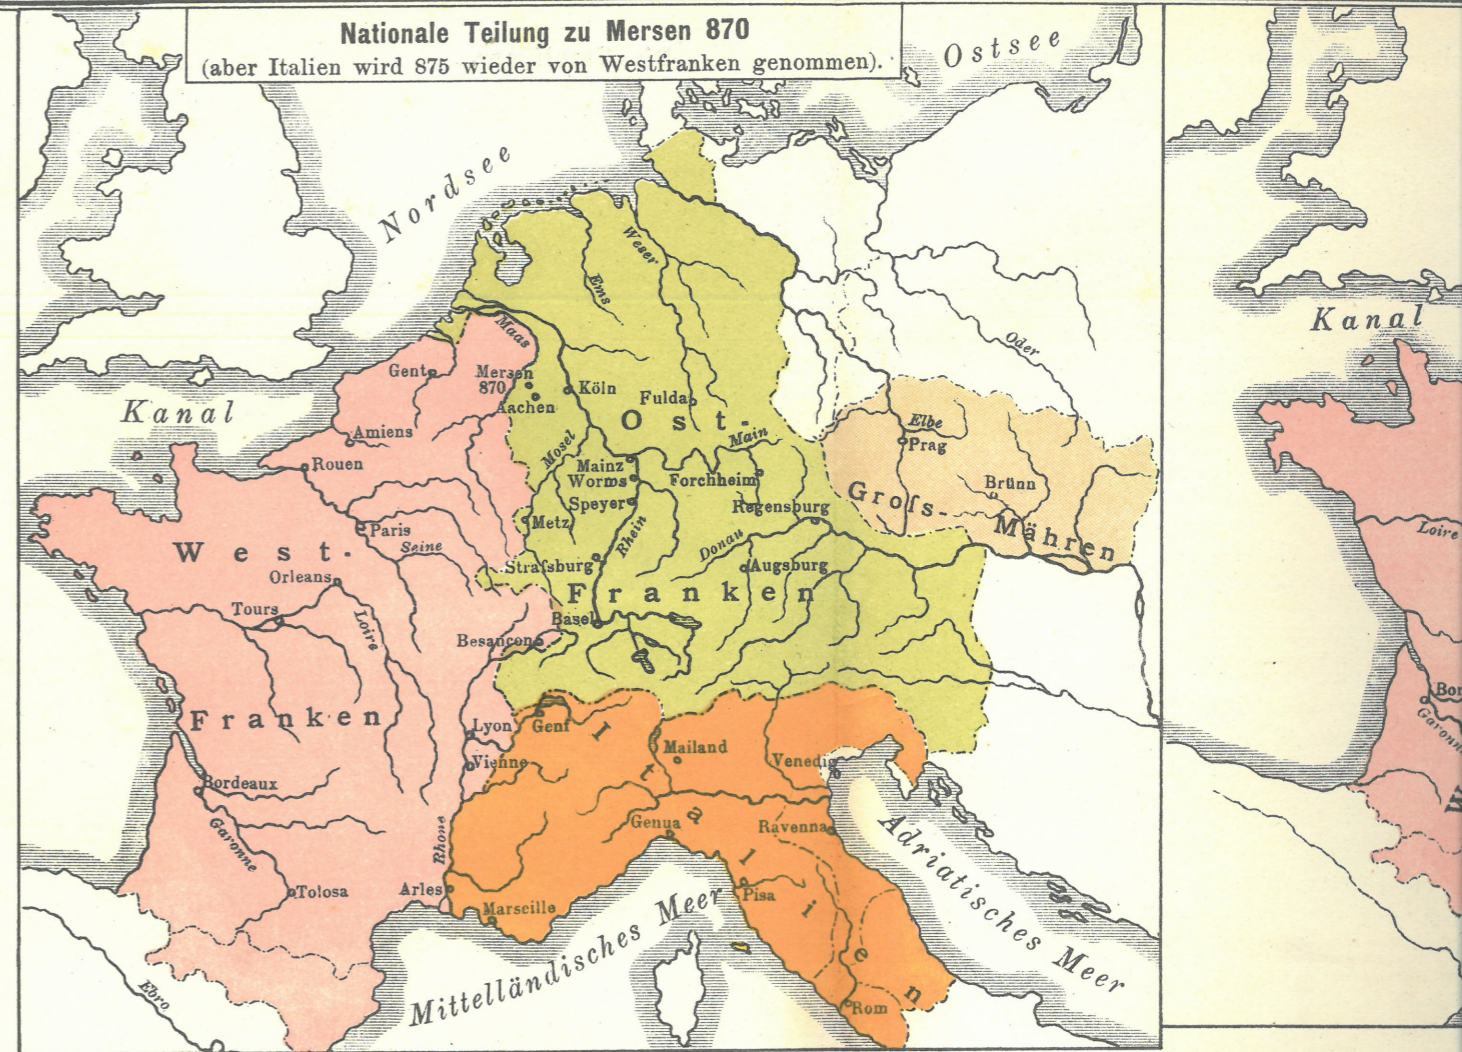 Nationale Teilung zu Mersen 870
(aber Italien wird 875 wieder von Westfranken genommen).
Ostsee
Nordsee
Kanal
Weser
Ems
Maas
Oder
Gent
Mersen
870
Aachen
Köln
Fulda
Ost-
Main
Elbe
Prag
Amiens
Rouen
Mosel
Mainz
Worms
Speyer
Forchheim
Regensburg
Brünn
Groſs-
Mähren
Metz
Rhein
Donau
Paris
Seine
West-
Straſsburg
Augsburg
Orleans
Franken
Tours
Loire
Basel
Besançon
Franken
Lyon
Genf
Vienne
Italien
Mailand
Venedig
Bordeaux
Garonne
Genua
Ravenna
Rhone
Adriatisches Meer
Tolosa
Arles
Marseille
Pisa
Mittelländisches Meer
Ebro
Rom
Kanal
Loire
Bor
Garonn
W